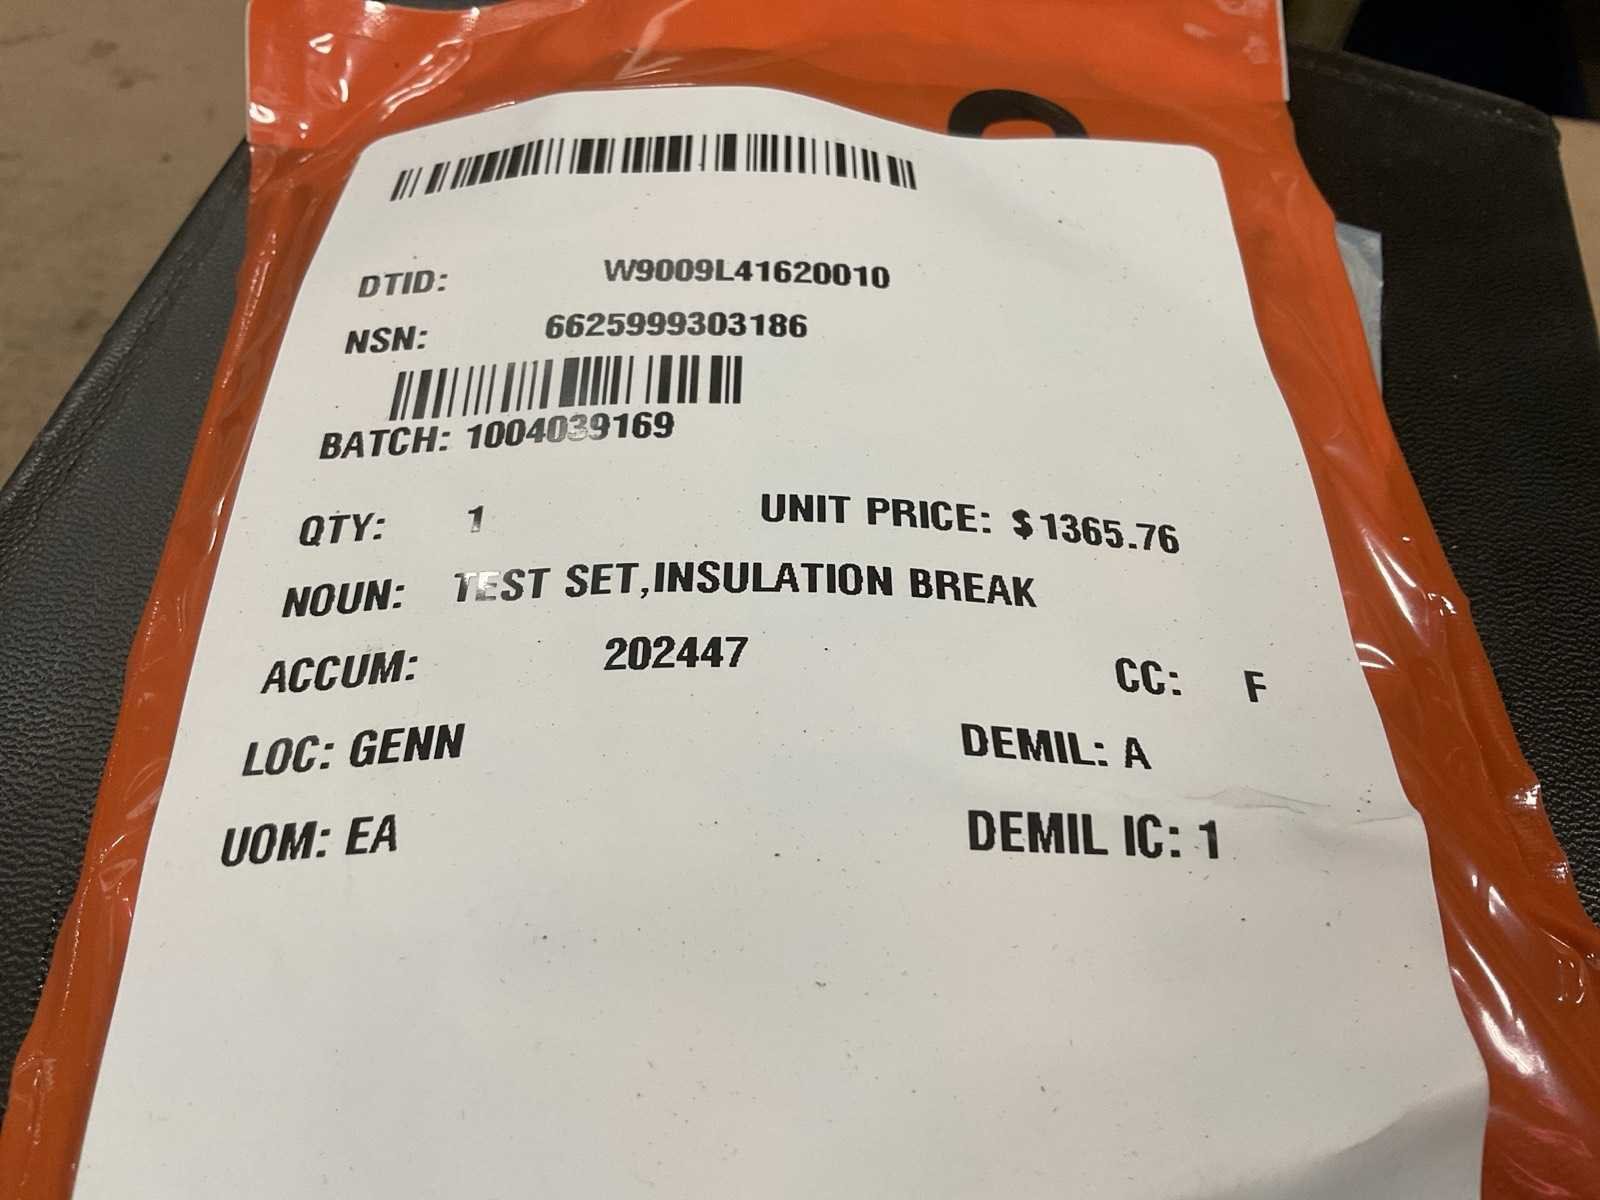 DTID: W9009L41620010
NSN: 6625999303186
BATCH: 1004039169
QTY: 1 UNIT PRICE: $ 1365.76
NOUN: TEST SET,INSULATION BREAK
ACCUM: 202447 CC: F
LOC: GENN DEMIL: A
UOM: EA DEMIL IC: 1